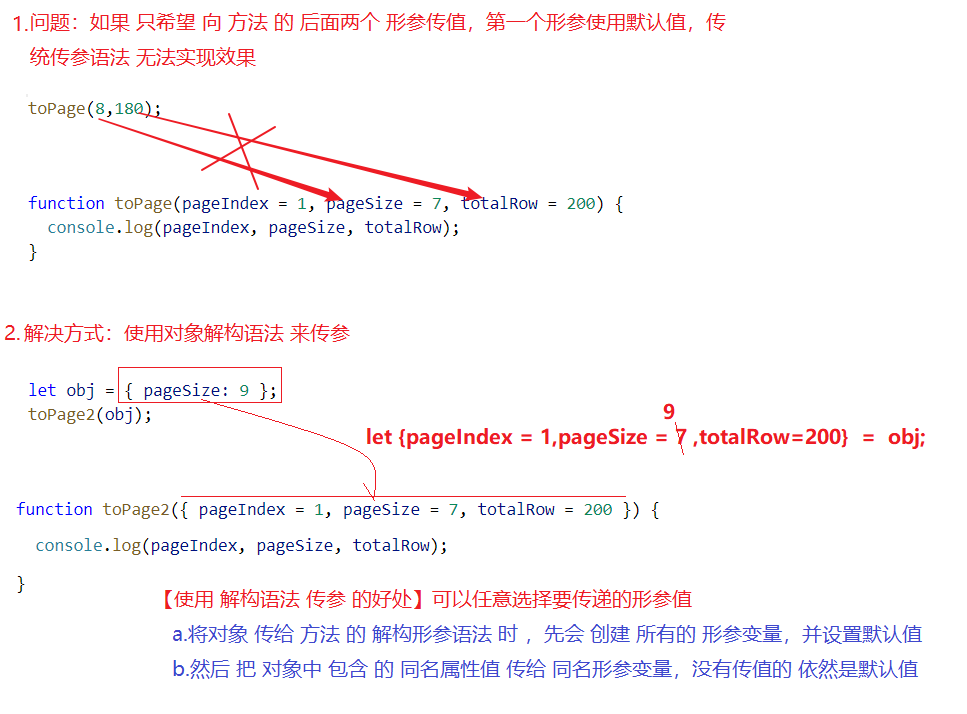 1.问题：如果 只希望 向 方法 的 后面两个 形参传值，第一个形参使用默认值，传
统传参语法 无法实现效果
toPage(8,180);
function toPage(pageIndex = 1, pageSize = 7, totalRow = 200) {
console.log(pageIndex, pageSize, totalRow);
}
2.解决方式：使用对象解构语法 来传参
let obj = { pageSize: 9 };
toPage2(obj);
9
let {pageIndex = 1,pageSize = 7 ,totalRow=200} = obj;
function toPage2({ pageIndex = 1, pageSize = 7, totalRow = 200 }) {
console.log(pageIndex, pageSize, totalRow);
}
【使用 解构语法 传参 的好处】可以任意选择要传递的形参值
a.将对象 传给 方法 的 解构形参语法 时 ，先会 创建 所有的 形参变量，并设置默认值
b.然后 把 对象中 包含 的 同名属性值 传给 同名形参变量，没有传值的 依然是默认值